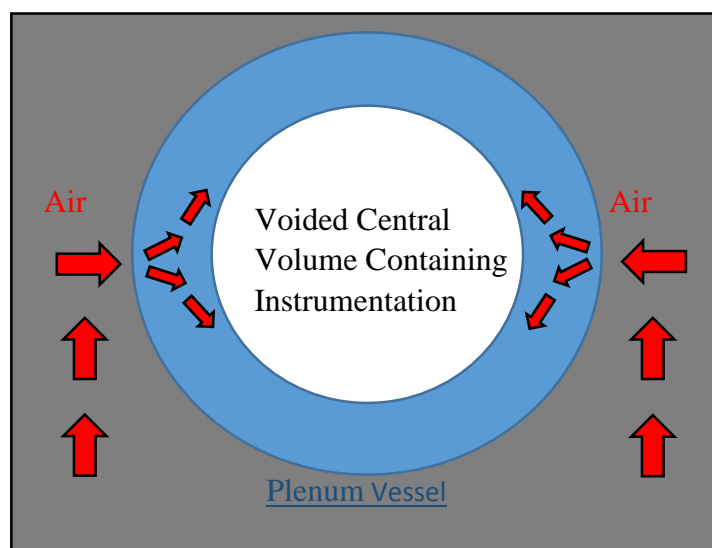 Air
Air
Voided Central
Volume Containing
Instrumentation
Plenum Vessel